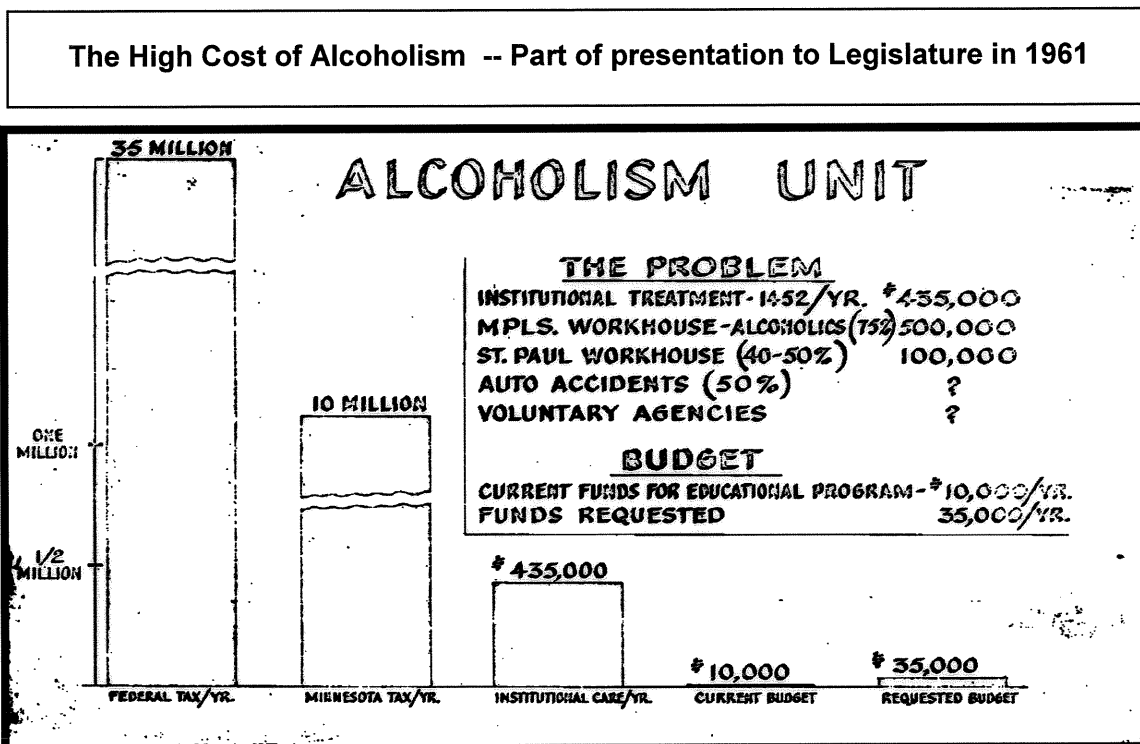 The High Cost of Alcoholism -- Part of presentation to Legislature in 1961
35 MILLION
ALCOHOLISM UNIT
THE PROBLEM
INSTITUTIONAL TREATMENT-1452/YR. $435,000
MPLS. WORKHOUSE-ALCOHOLICS(75%)500,000
ST. PAUL WORKHOUSE (40-50%) 100,000
AUTO ACCIDENTS (50%) ?
VOLUNTARY AGENCIES ?
BUDGET
CURRENT FUNDS FOR EDUCATIONAL PROGRAM-$10,000/YR.
FUNDS REQUESTED 35,000/YR.
10 MILLION
ONE
MILLION
1/2
MILLION
$435,000
$10,000
$35,000
FEDERAL TAX/YR.
MINNESOTA TAX/YR.
INSTITUTIONAL CARE/YR.
CURRENT BUDGET
REQUESTED BUDGET